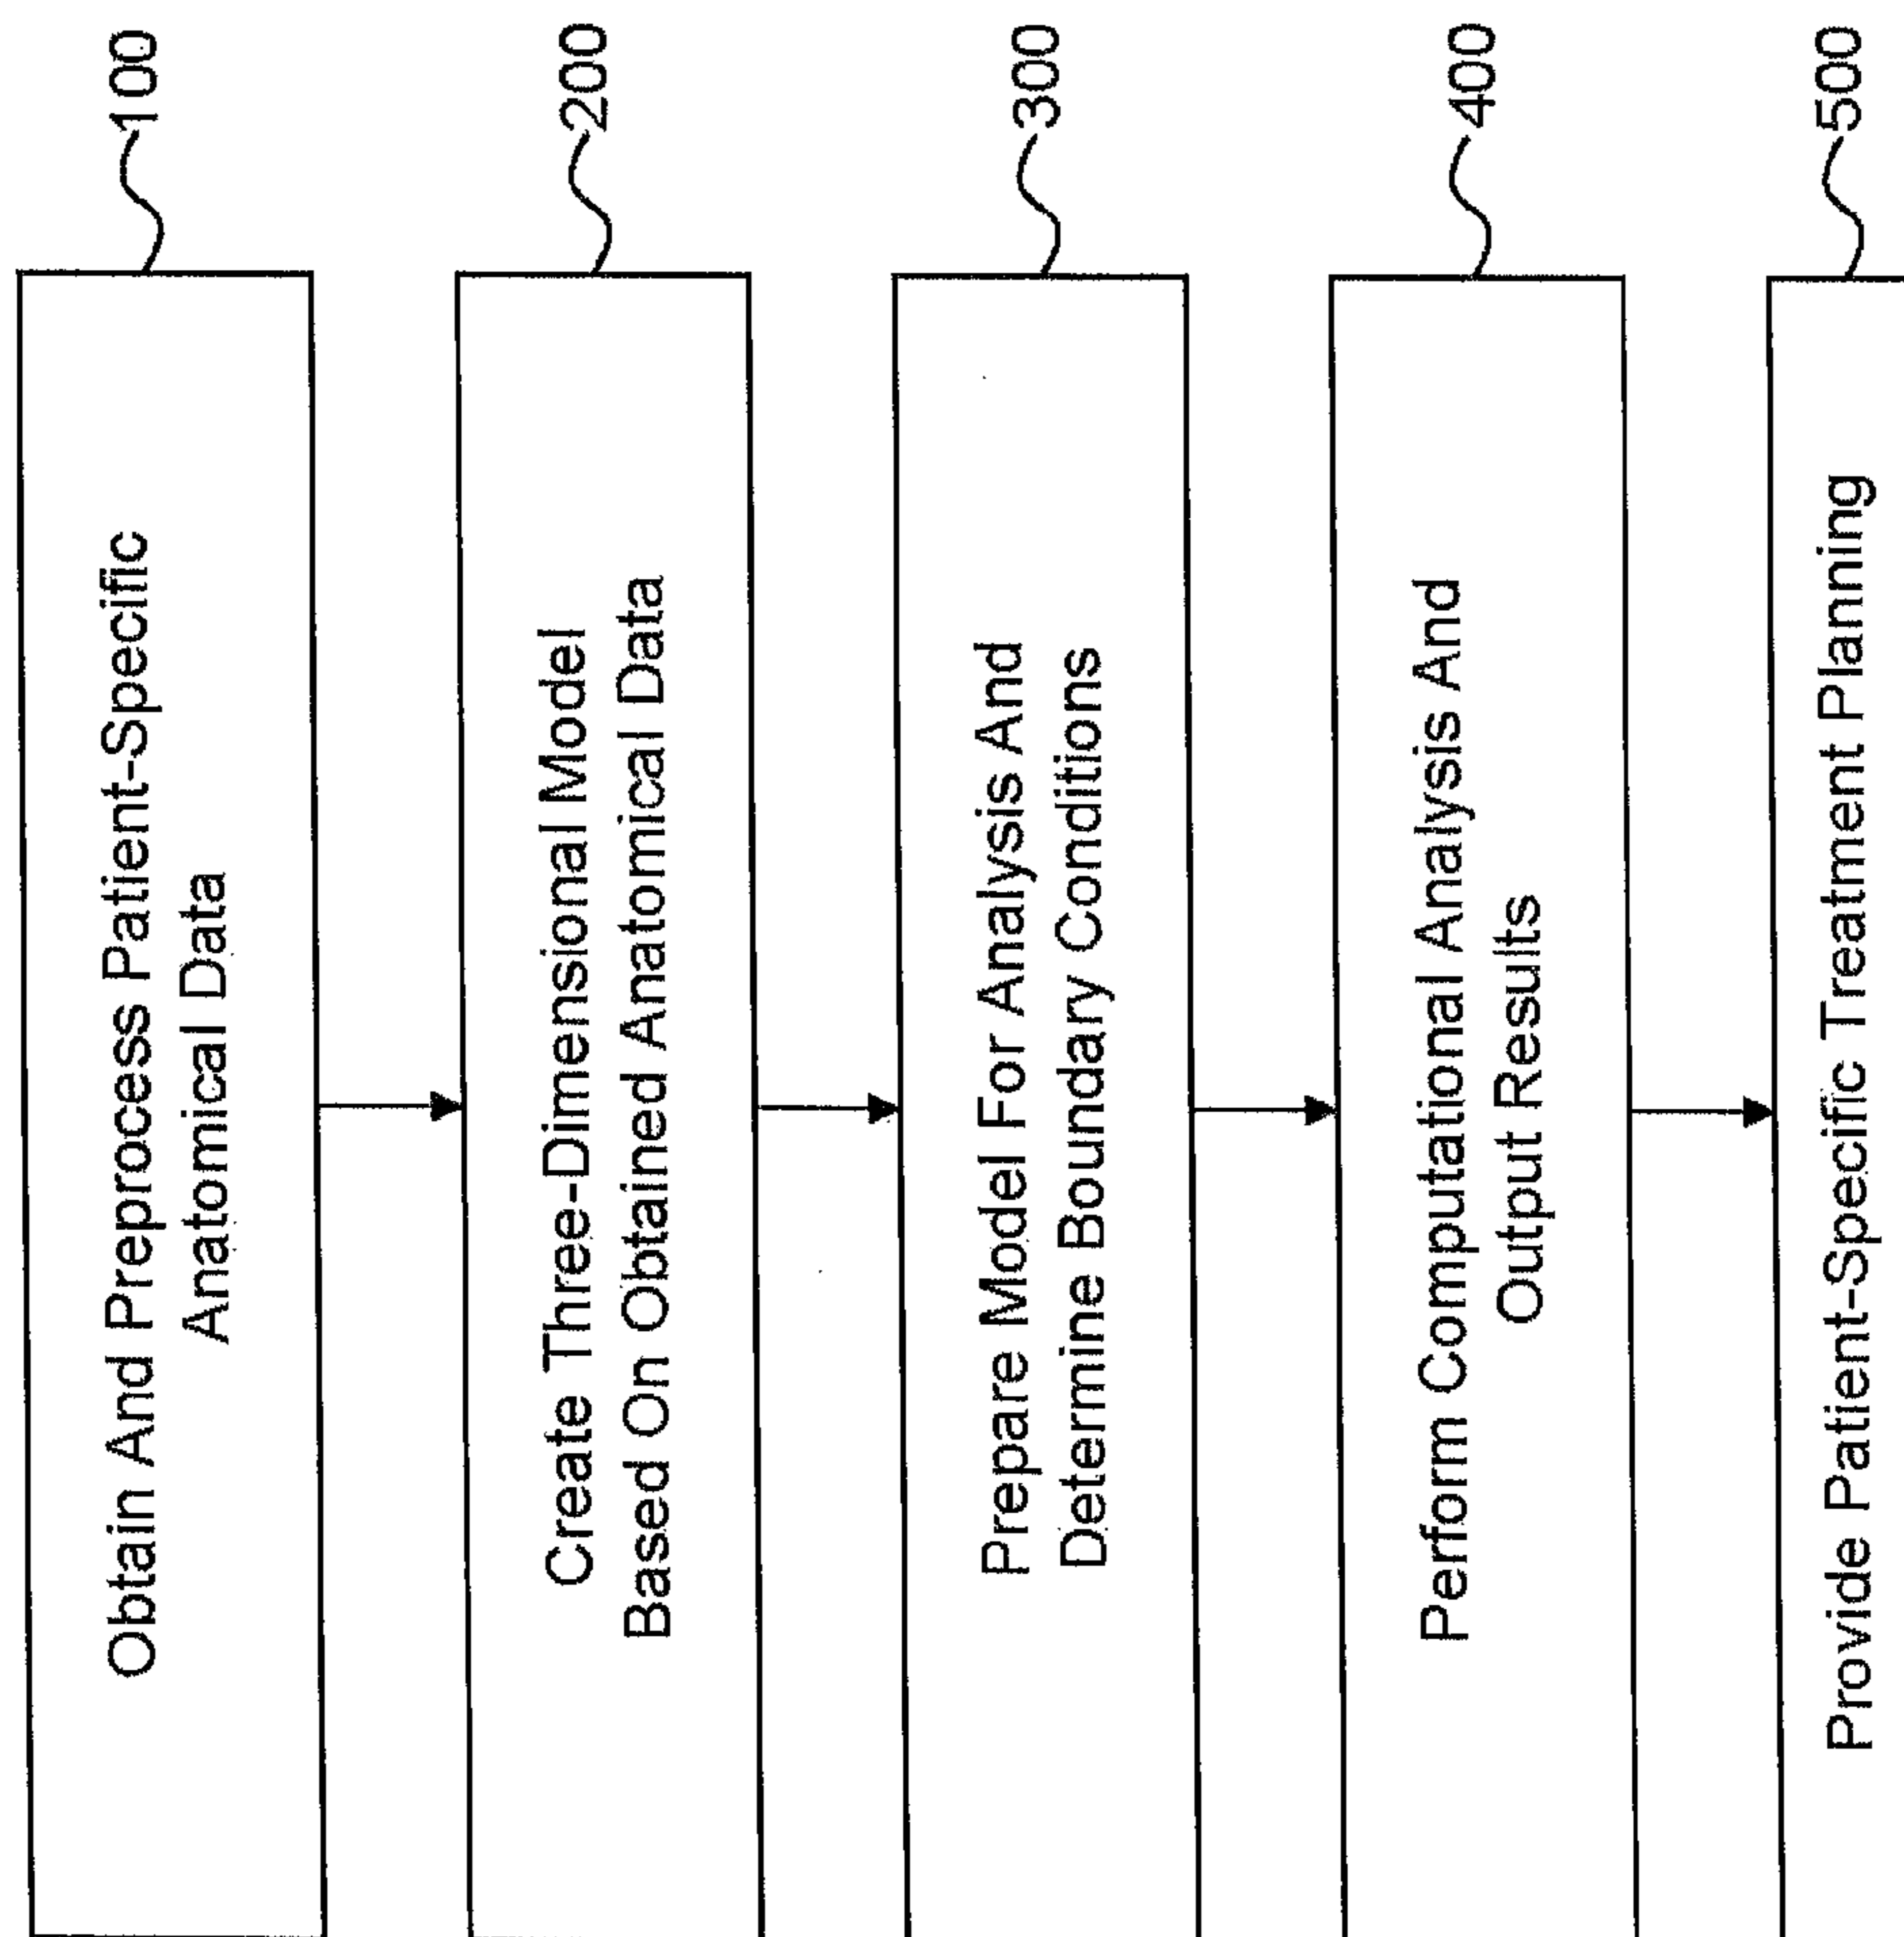 Obtain And Preprocess Patient-Specific
Anatomical Data
100
Create Three-Dimensional Model
Based On Obtained Anatomical Data
200
Prepare Model For Analysis And
Determine Boundary Conditions
300
Perform Computational Analysis And
Output Results
400
Provide Patient-Specific Treatment Planning
500